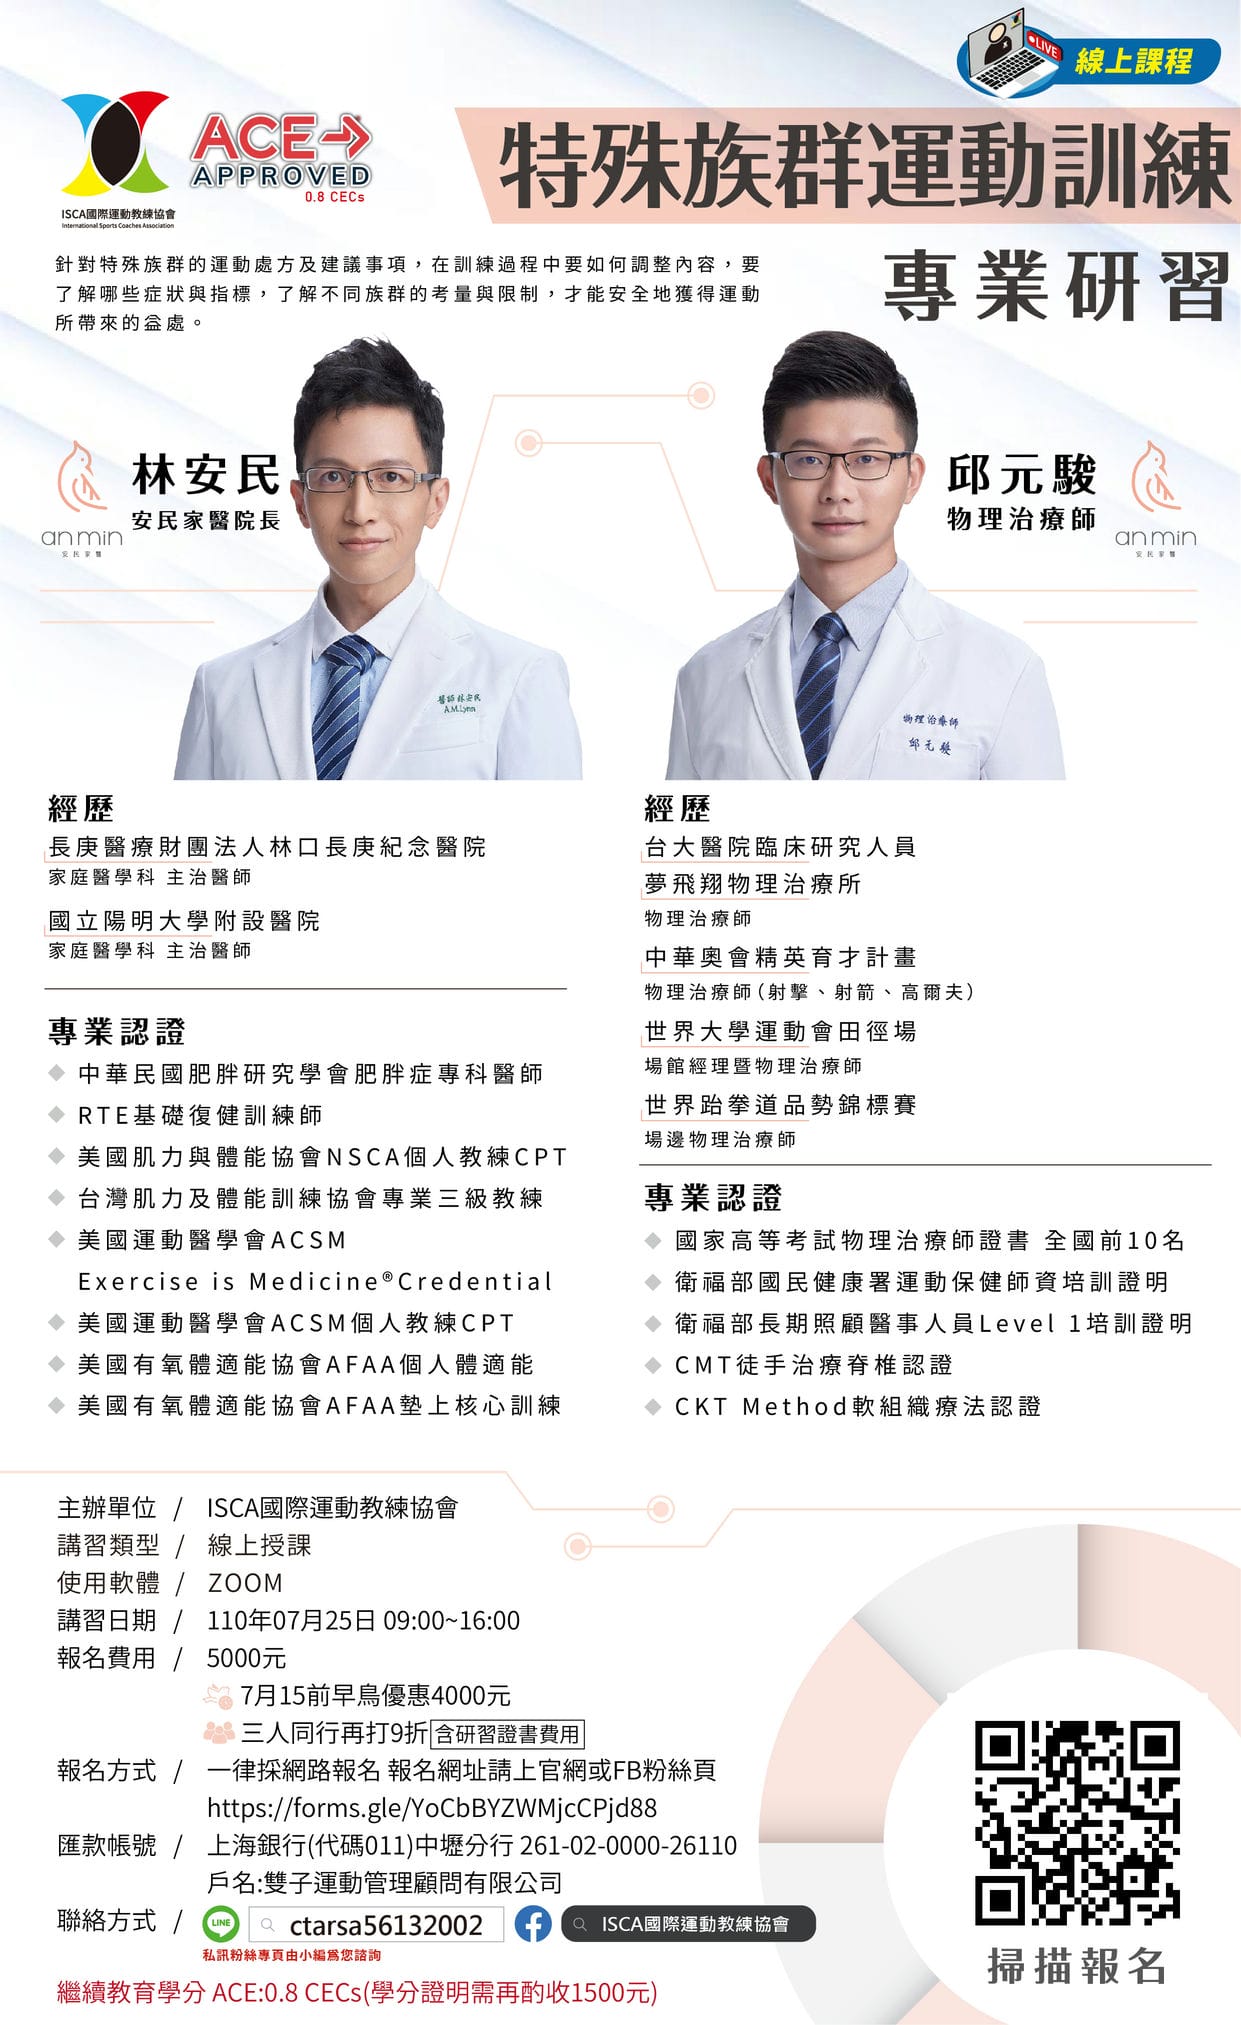 LIVE 線上課程
ISCA國際運動教練協會
International Sports Coaches Association
ACE
APPROVED
0.8 CECs
特殊族群運動訓練
專業研習
針對特殊族群的運動處方及建議事項，在訓練過程中要如何調整內容，要
了解哪些症狀與指標，了解不同族群的考量與限制，才能安全地獲得運動
所帶來的益處。
林安民
安民家醫院長
an min
安民家醫
醫師 林安民
A.M.Lynn
邱元駿
物理治療師
an min
安民家醫
物理治療師
邱元駿
經歷
長庚醫療財團法人林口長庚紀念醫院
家庭醫學科 主治醫師
國立陽明大學附設醫院
家庭醫學科 主治醫師
專業認證
中華民國肥胖研究學會肥胖症專科醫師
RTE基礎復健訓練師
美國肌力與體能協會NSCA個人教練CPT
台灣肌力及體能訓練協會專業三級教練
美國運動醫學會ACSM
Exercise is Medicine®Credential
美國運動醫學會ACSM個人教練CPT
美國有氧體適能協會AFAA個人體適能
美國有氧體適能協會AFAA墊上核心訓練
經歷
台大醫院臨床研究人員
夢飛翔物理治療所
物理治療師
中華奧會精英育才計畫
物理治療師(射擊、射箭、高爾夫)
世界大學運動會田徑場
場館經理暨物理治療師
世界跆拳道品勢錦標賽
場邊物理治療師
專業認證
國家高等考試物理治療師證書 全國前10名
衛福部國民健康署運動保健師資培訓證明
衛福部長期照顧醫事人員Level 1培訓證明
CMT徒手治療脊椎認證
CKT Method軟組織療法認證
主辦單位 / ISCA國際運動教練協會
講習類型 / 線上授課
使用軟體 / ZOOM
講習日期 / 110年07月25日 09:00~16:00
報名費用 / 5000元
7月15前早鳥優惠4000元
三人同行再打9折 含研習證書費用
報名方式 / 一律採網路報名 報名網址請上官網或FB粉絲頁
https://forms.gle/YoCbBYZWMjcCPjd88
匯款帳號 / 上海銀行(代碼011)中壢分行 261-02-0000-26110
戶名:雙子運動管理顧問有限公司
聯絡方式 / LINE ctarsa56132002 ISCA國際運動教練協會
私訊粉絲專頁由小編為您諮詢
繼續教育學分 ACE:0.8 CECs(學分證明需再酌收1500元)
掃描報名